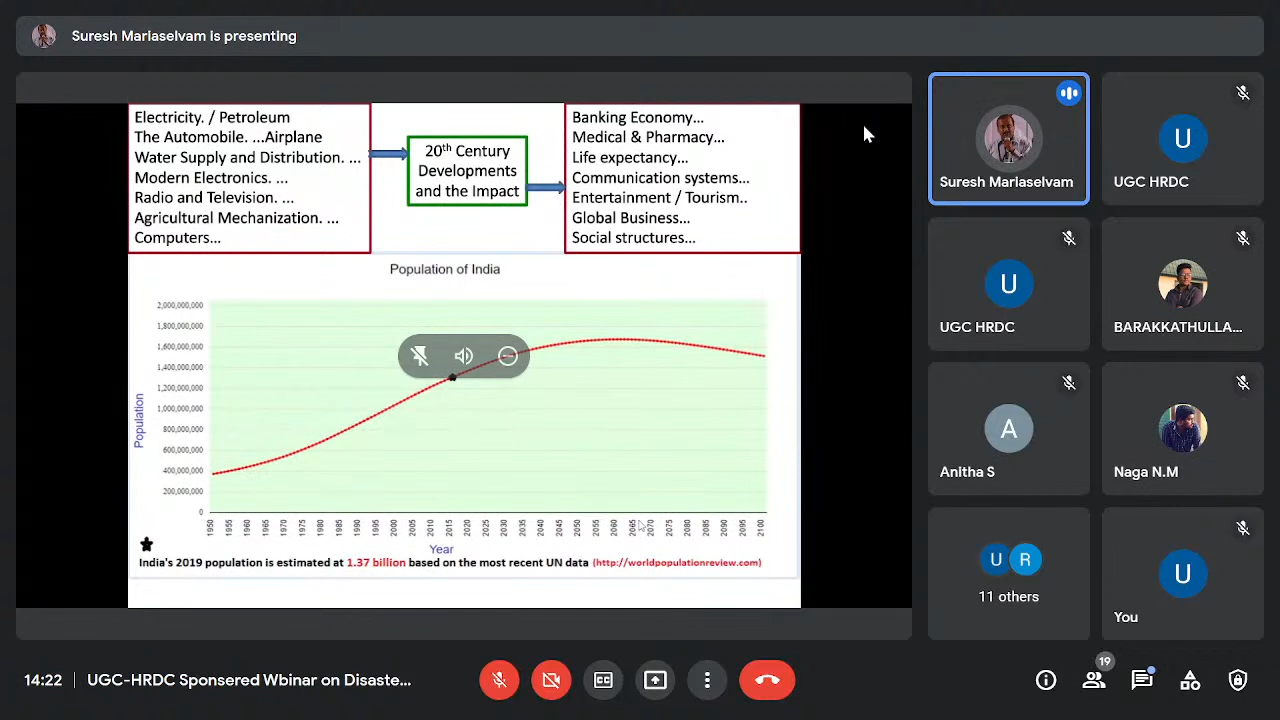 Suresh Marlaselvam is presenting
Electricity. / Petroleum
The Automobile. ...Airplane
Water Supply and Distribution. ...
Modern Electronics. ...
Radio and Television. ...
Agricultural Mechanization. ...
Computers...
20th Century
Developments
and the Impact
Banking Economy...
Medical & Pharmacy...
Life expectancy...
Communication systems...
Entertainment / Tourism..
Global Business...
Social structures...
Population of India
2,000,000,000
1,800,000,000
1,600,000,000
1,400,000,000
1,200,000,000
1,000,000,000
800,000,000
600,000,000
400,000,000
200,000,000
0
Population
1950 1955 1960 1965 1970 1975 1980 1985 1990 1995 2000 2005 2010 2015 2020 2025 2030 2035 2040 2045 2050 2055 2060 2065 2070 2075 2080 2085 2090 2095 2100
Year
India's 2019 population is estimated at 1.37 billion based on the most recent UN data (http://worldpopulationreview.com)
Suresh Marlaselvam
U
UGC HRDC
U
UGC HRDC
BARAKKATHULLA...
A
Anitha S
Naga N.M
U R
11 others
U
You
14:22 | UGC-HRDC Sponsered Wbinar on Disaste...
CC
19